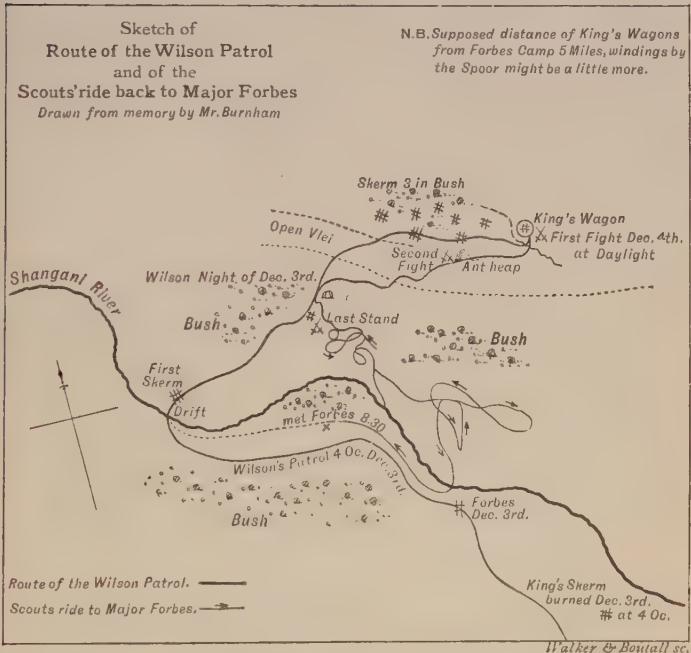 Sketch of
Route of the Wilson Patrol
and of the
Scouts'ride back to Major Forbes
Drawn from memory by Mr. Burnham
N.B. Supposed distance of King's Wagons
from Forbes Camp 5 Miles, windings by
the Spoor might be a little more.
Skerm 3 in Bush
King's Wagon
First Fight Dec. 4th.
at Daylight
Open Vlei
Second
Fight
Ant heap
Wilson Night of Dec. 3rd.
Shangani River
Bush
Last Stand
Bush
First
Skerm
Drift
met Forbes 8.30
Wilson's Patrol 4 Oc. Dec. 3rd.
Bush
Forbes
Dec. 3rd.
Route of the Wilson Patrol.
Scouts ride to Major Forbes.
King's Skerm
burned Dec. 3rd.
at 4 Oc.
Walker & Boutall sc.